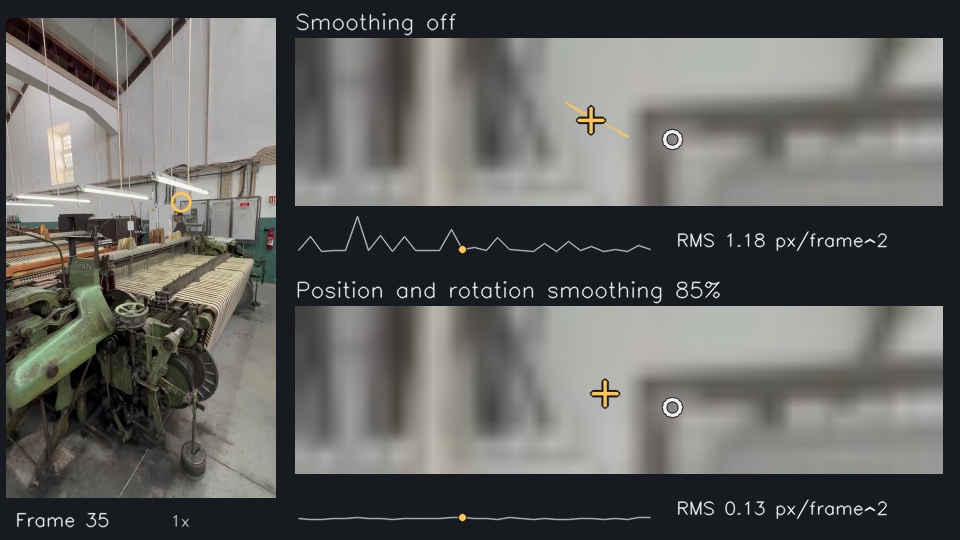 Smoothing off
RMS 1.18 px/frame^2
Position and rotation smoothing 85%
RMS 0.13 px/frame^2
Frame 35
1x